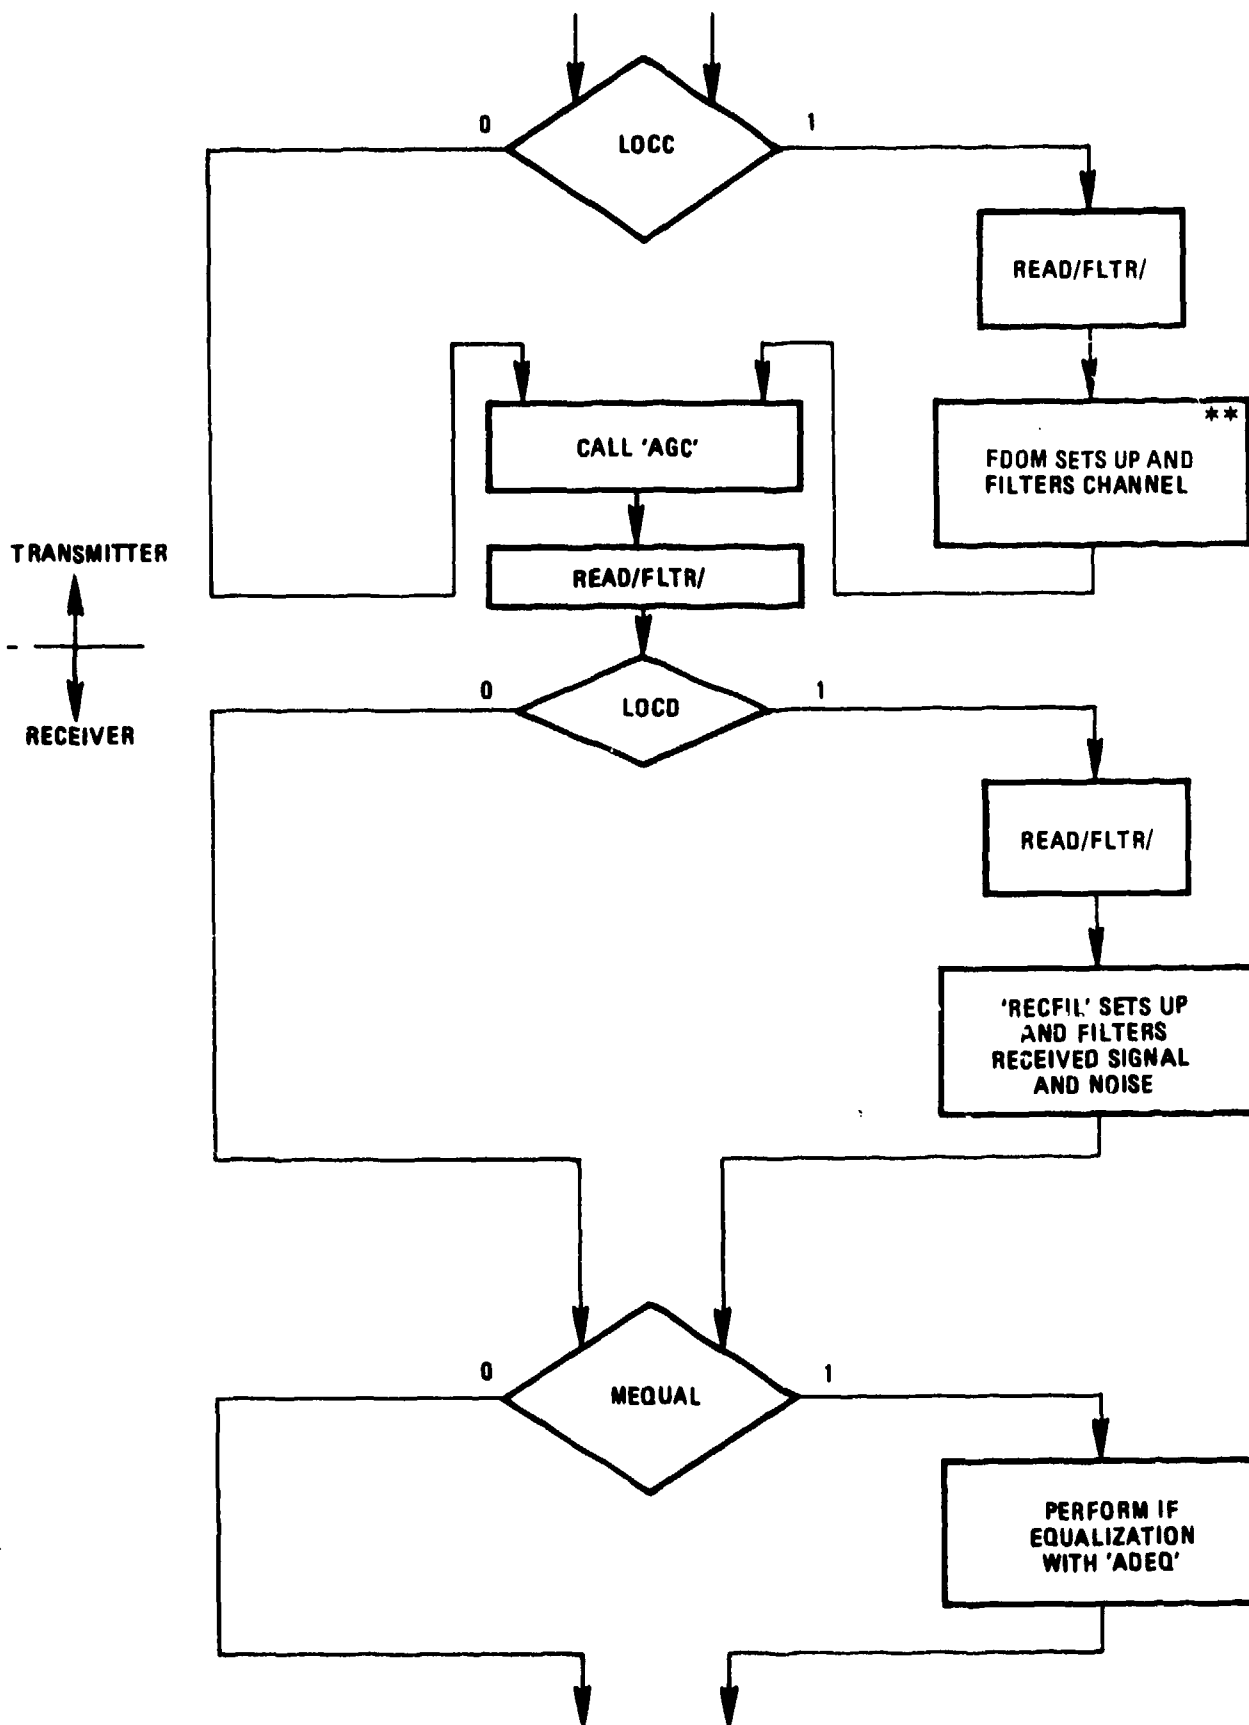 0
LOCC
1
READ/FLTR/
**
FDOM SETS UP AND
FILTERS CHANNEL
CALL 'AGC'
READ/FLTR/
TRANSMITTER
RECEIVER
0
LOCD
1
READ/FLTR/
'RECFIL' SETS UP
AND FILTERS
RECEIVED SIGNAL
AND NOISE
0
MEQUAL
1
PERFORM IF
EQUALIZATION
WITH 'ADEQ'